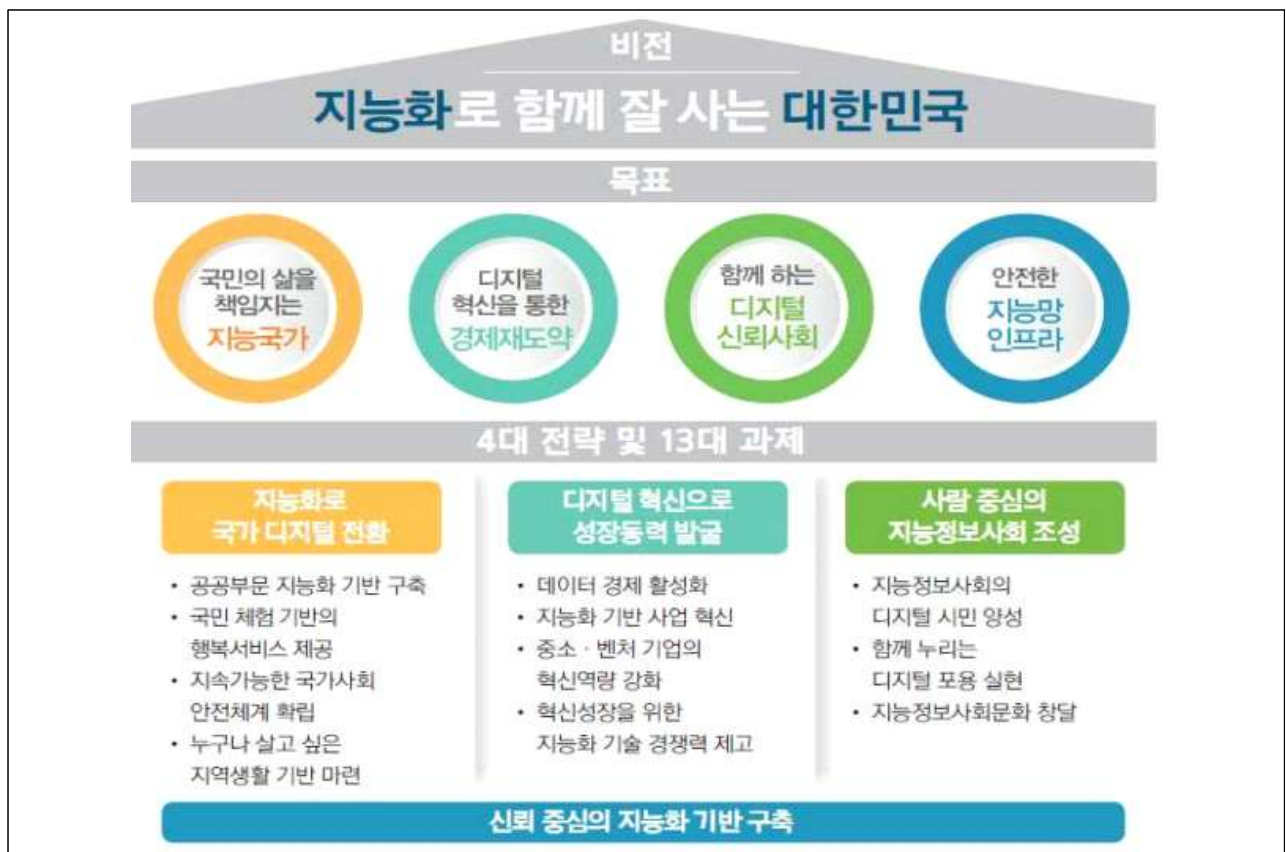 비전
지능화로 함께 잘 사는 대한민국
목표
국민의 삶을
책임지는
지능국가
디지털
혁신을 통한
경제재도약
함께 하는
디지털
신뢰사회
안전한
지능망
인프라
4대 전략 및 13대 과제
지능화로
국가 디지털 전환
• 공공부문 지능화 기반 구축
• 국민 체험 기반의
행복서비스 제공
• 지속가능한 국가사회
안전체계 확립
• 누구나 살고 싶은
지역생활 기반 마련
디지털 혁신으로
성장동력 발굴
• 데이터 경제 활성화
• 지능화 기반 사업 혁신
• 중소 · 벤처 기업의
혁신역량 강화
• 혁신성장을 위한
지능화 기술 경쟁력 제고
사람 중심의
지능정보사회 조성
• 지능정보사회의
디지털 시민 양성
• 함께 누리는
디지털 포용 실현
• 지능정보사회문화 창달
신뢰 중심의 지능화 기반 구축